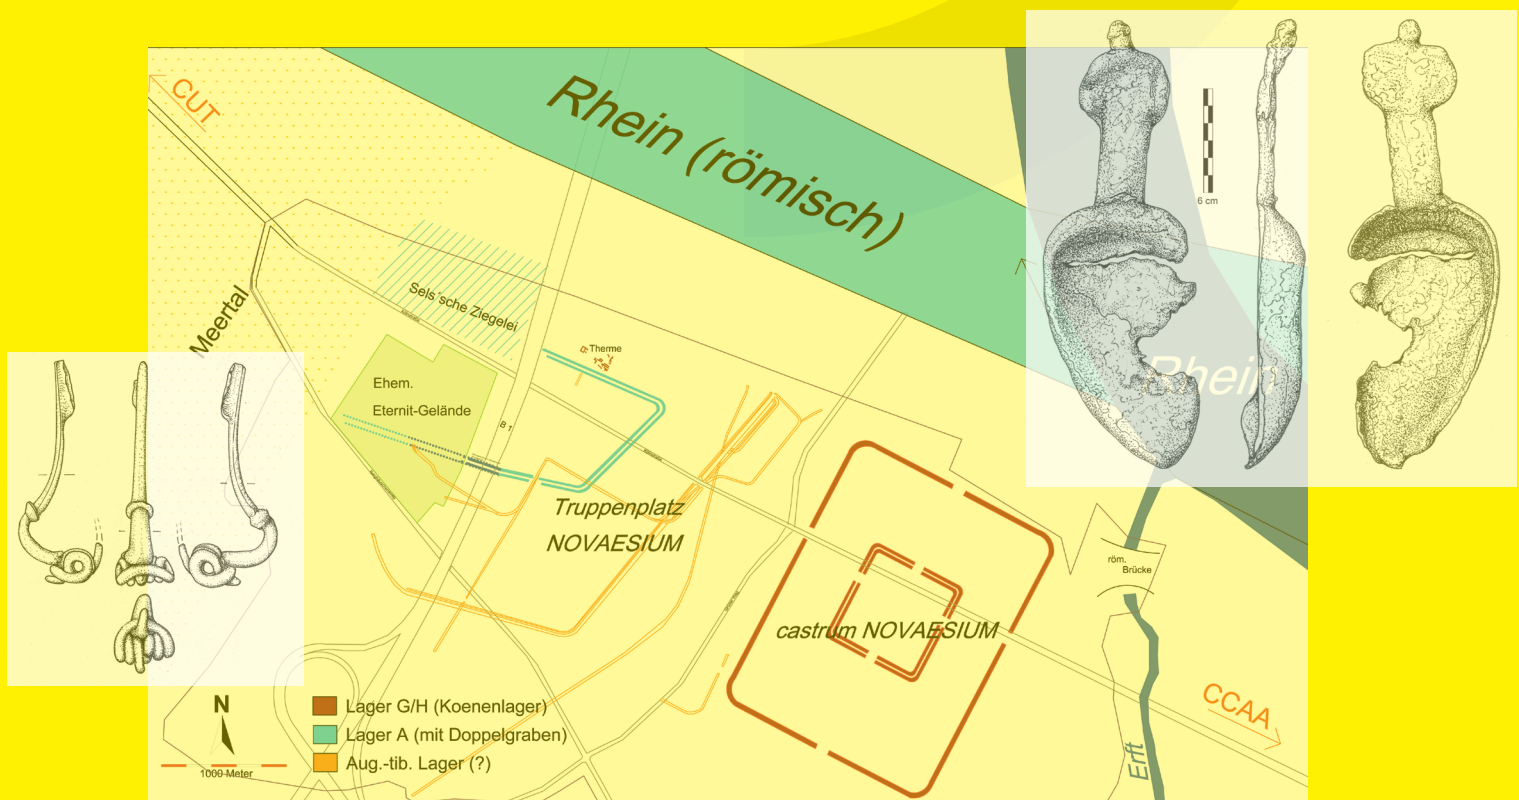 CUT
Rhein (römisch)
6 cm
Sels´sche Ziegelei
Meertal
Therme
Rhein
Ehem.
Eternit-Gelände
B 1
Truppenplatz
NOVAESIUM
röm.
Brücke
castrum NOVAESIUM
CCAA
N
Lager G/H (Koenenlager)
Lager A (mit Doppelgraben)
Aug.-tib. Lager (?)
1000 Meter
Erft